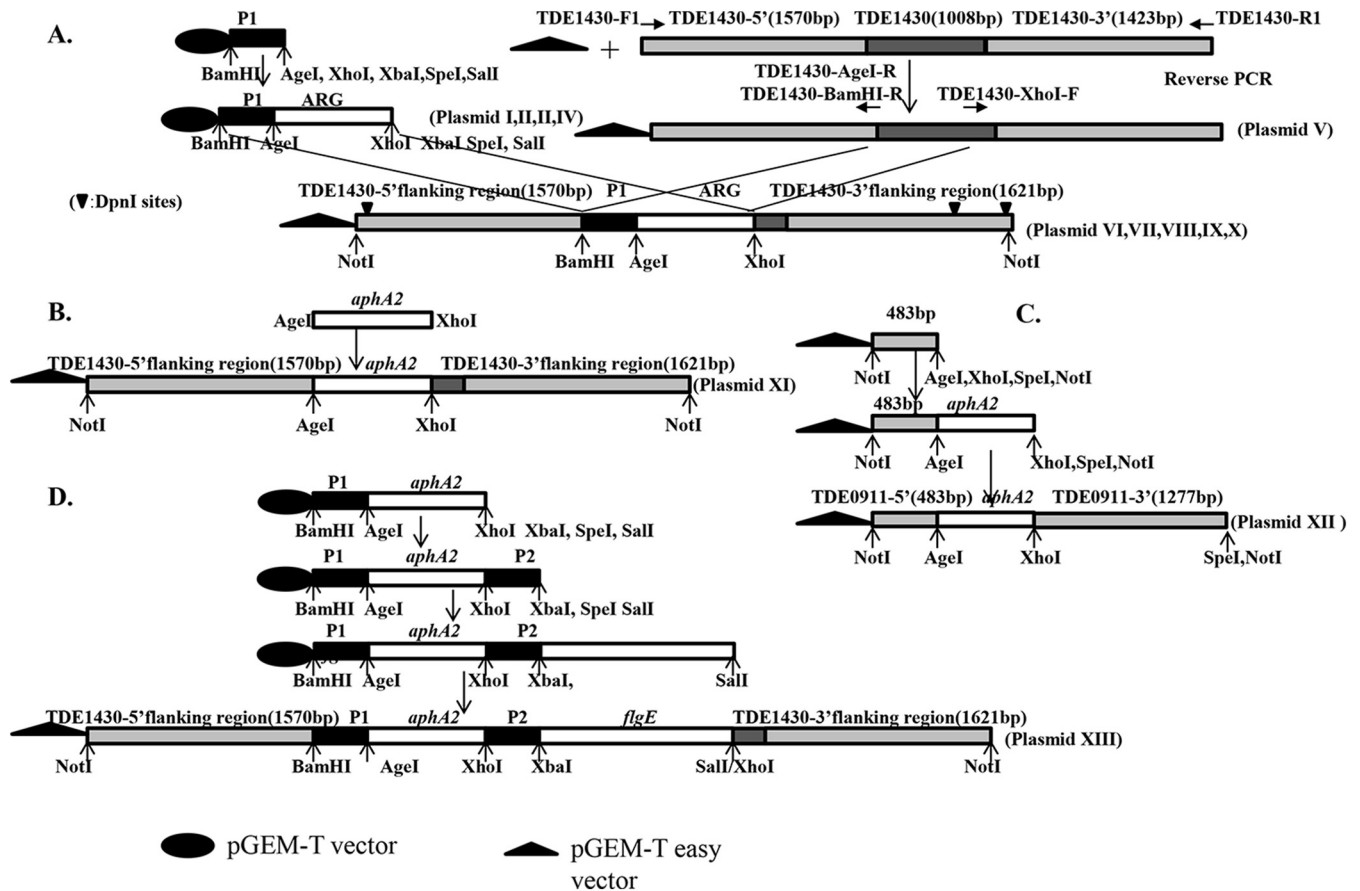 A.
P1
BamHI AgeI, XhoI, XbaI,SpeI,SalI
P1 ARG
(Plasmid I,II,II,IV)
BamHI AgeI XhoI XbaI SpeI, SalI
TDE1430-F1 TDE1430-5’(1570bp) TDE1430(1008bp) TDE1430-3’(1423bp) TDE1430-R1
+
TDE1430-AgeI-R Reverse PCR
TDE1430-BamHI-R TDE1430-XhoI-F
(Plasmid V)
TDE1430-5’flanking region(1570bp) P1 ARG TDE1430-3’flanking region(1621bp)
(▼:DpnI sites)
(Plasmid VI,VII,VIII,IX,X)
NotI BamHI AgeI XhoI NotI
B.
aphA2
AgeI XhoI
TDE1430-5’flanking region(1570bp) aphA2 TDE1430-3’flanking region(1621bp)
(Plasmid XI)
NotI AgeI XhoI NotI
C.
483bp
NotI AgeI,XhoI,SpeI,NotI
483bp aphA2
NotI AgeI XhoI,SpeI,NotI
TDE0911-5’(483bp) aphA2 TDE0911-3’(1277bp)
(Plasmid XII )
NotI AgeI XhoI SpeI,NotI
D.
P1 aphA2
BamHI AgeI XhoI XbaI, SpeI, SalI
P1 aphA2 P2
BamHI AgeI XhoI XbaI, SpeI SalI
P1 aphA2 P2
BamHI AgeI XhoI XbaI, SalI
TDE1430-5’flanking region(1570bp) P1 aphA2 P2 flgE TDE1430-3’flanking region(1621bp)
(Plasmid XIII)
NotI BamHI AgeI XhoI XbaI SalI/XhoI NotI
pGEM-T vector
pGEM-T easy
vector